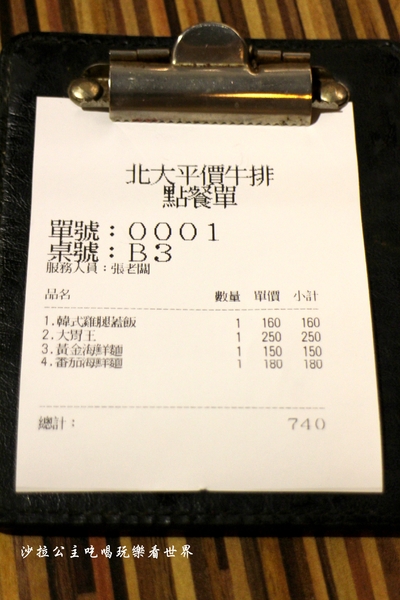 北大平價牛排
點餐單
單號：0001
桌號：B3
服務人員：張老闆
品名 數量 單價 小計
1.韓式雞腿蓋飯 1 160 160
2.大胃王 1 250 250
3.黃金海鮮麵 1 150 150
4.番茄海鮮麵 1 180 180
總計： 740
沙拉公主吃喝玩樂看世界